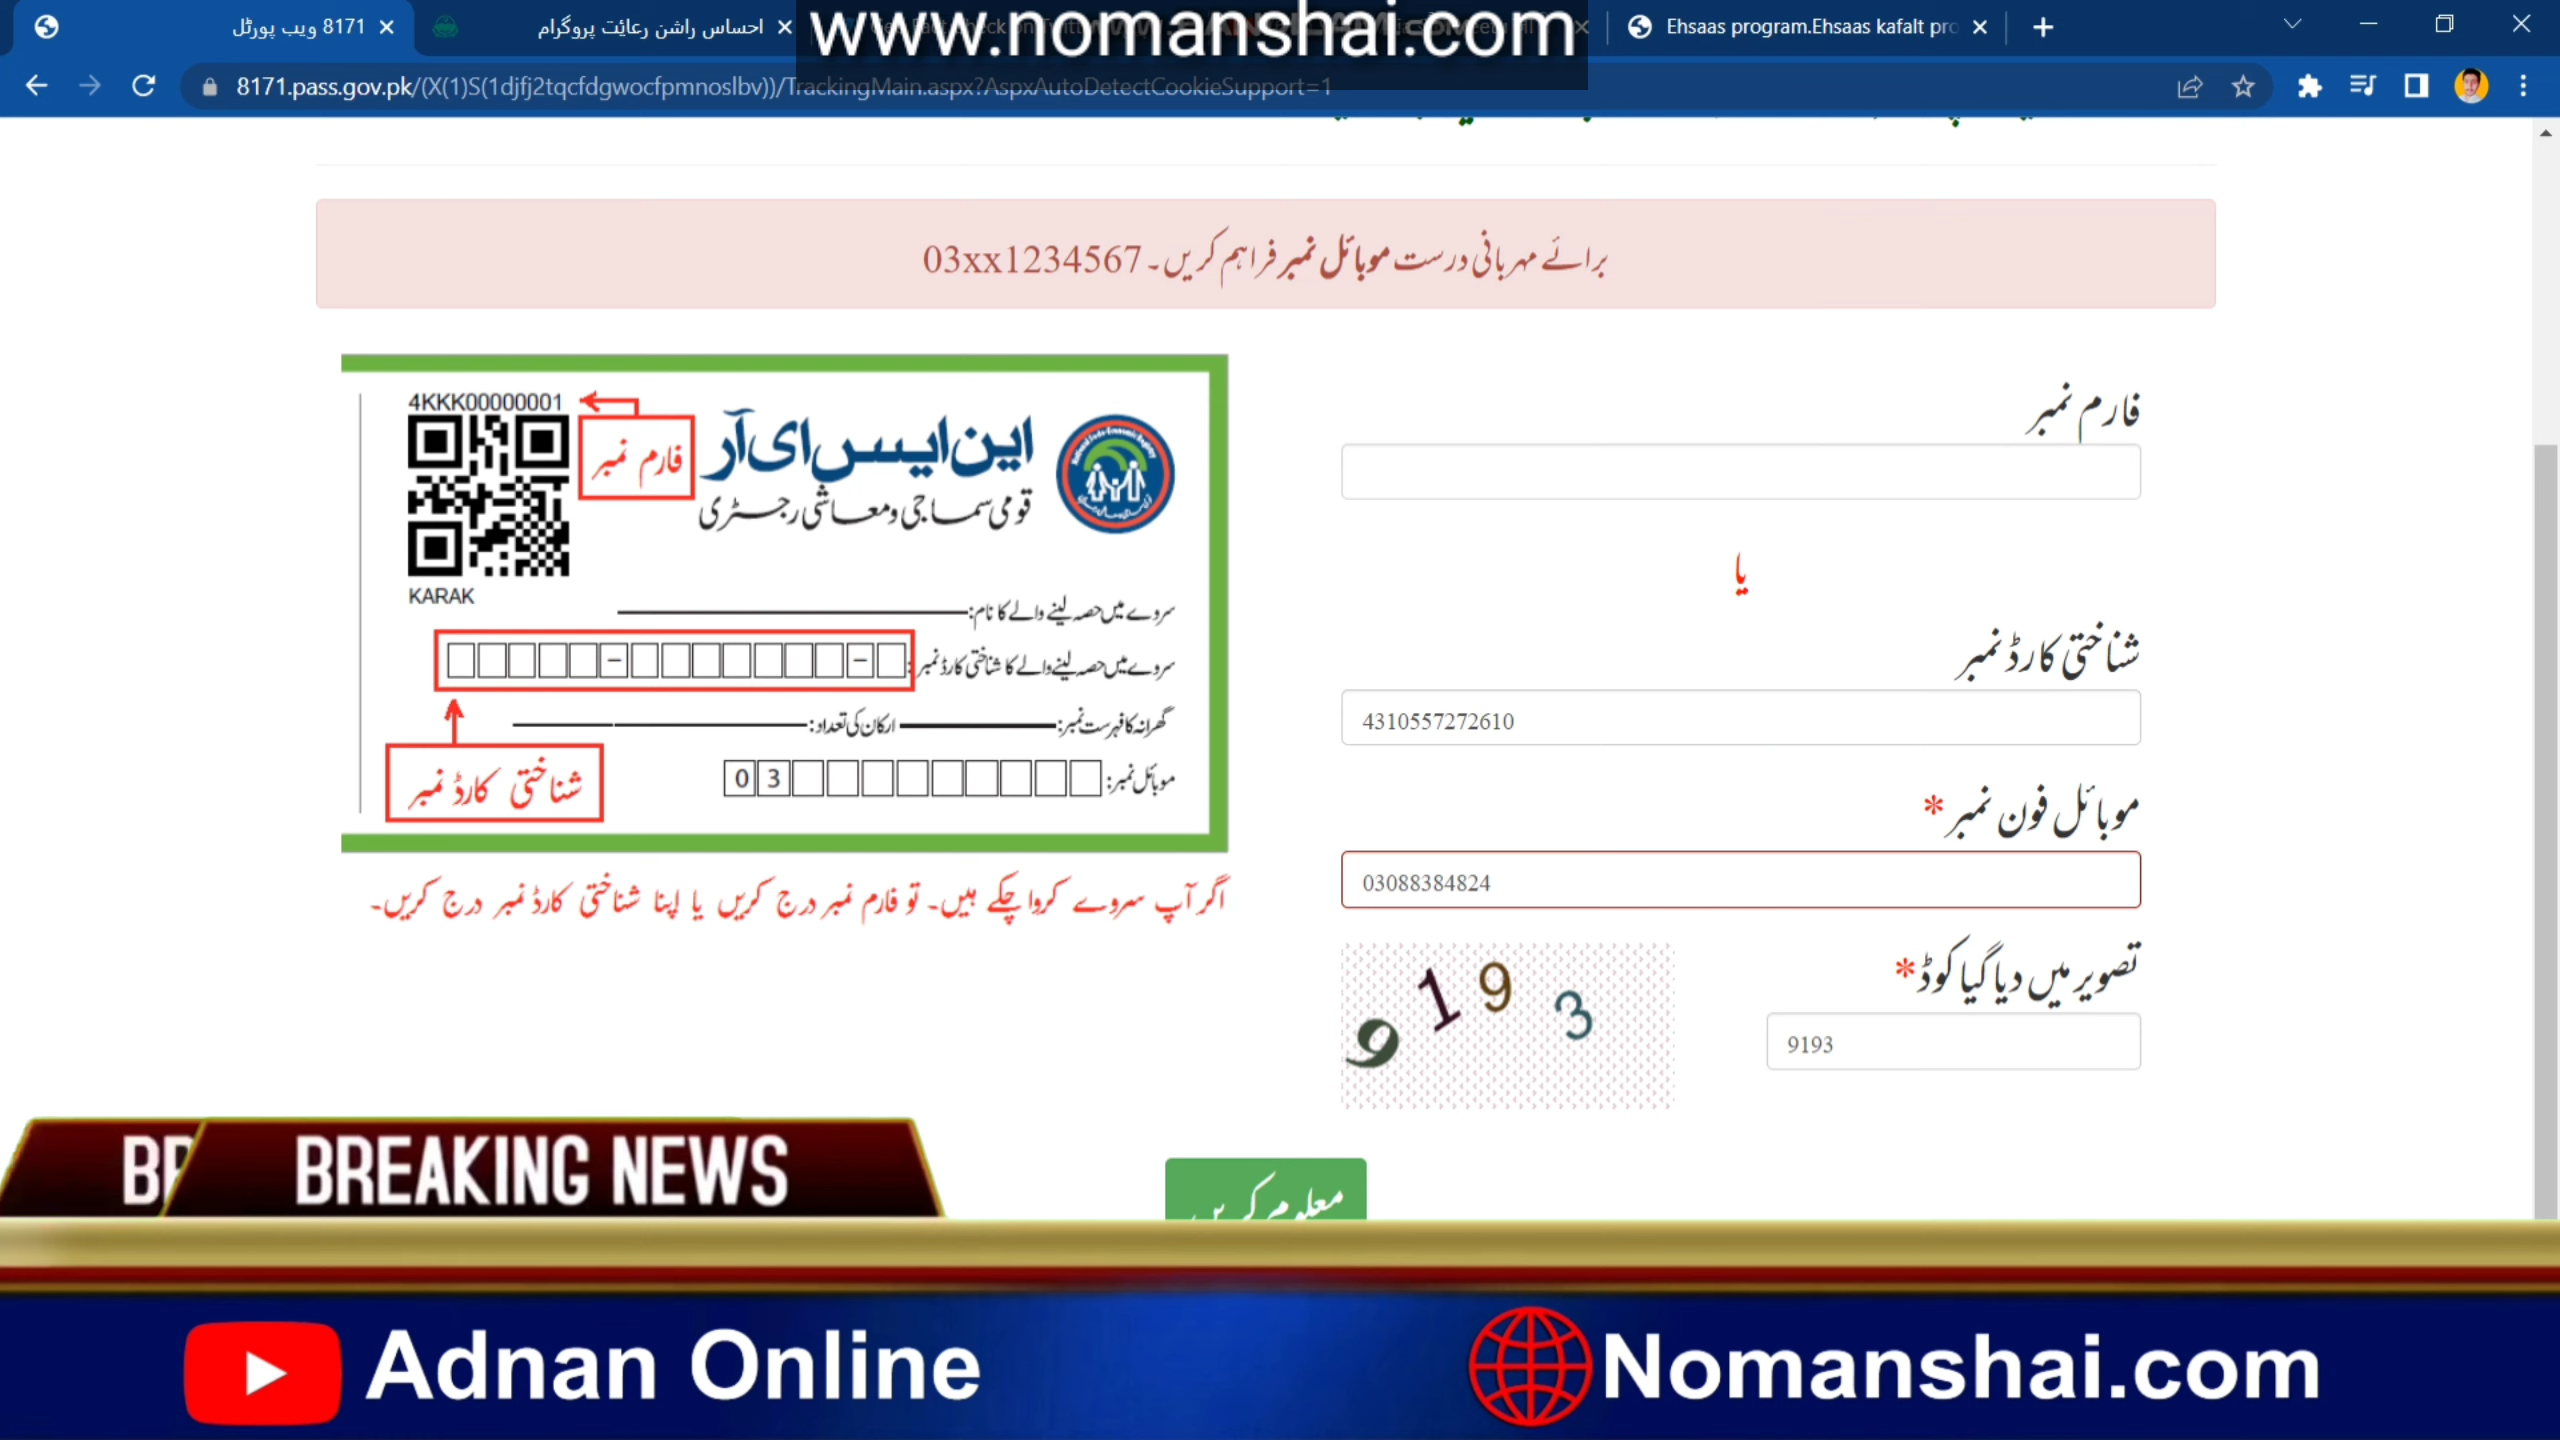 8171 ویب پورٹل
احساس راشن رعایت پروگرام
www.nomanshai.com
Ehsaas program.Ehsaas kafalt pro
8171.pass.gov.pk/(X(1)S(1djfj2tqcfdgwocfpmnoslbv))/TrackingMain.aspx?AspxAutoDetectCookieSupport=1
برائے مہربانی درست موبائل نمبر فراہم کریں۔ 03xx1234567
4KKK00000001
فارم نمبر
این ایس ای آر
قومی سماجی و معاشی رجسٹری
KARAK
سروے میں حصہ لینے والے کا نام:
سروے میں حصہ لینے والے کا شناختی کارڈ نمبر:
گھرانہ کا فہرست نمبر: ارکان کی تعداد:
شناختی کارڈ نمبر
موبائل نمبر: 0 3
اگر آپ سروے کروا چکے ہیں۔ تو فارم نمبر درج کریں یا اپنا شناختی کارڈ نمبر درج کریں۔
فارم نمبر
یا
شناختی کارڈ نمبر
4310557272610
موبائل فون نمبر *
03088384824
تصویر میں دیا گیا کوڈ *
9193
9193
معلوم کریں
BREAKING NEWS
Adnan Online
Nomanshai.com